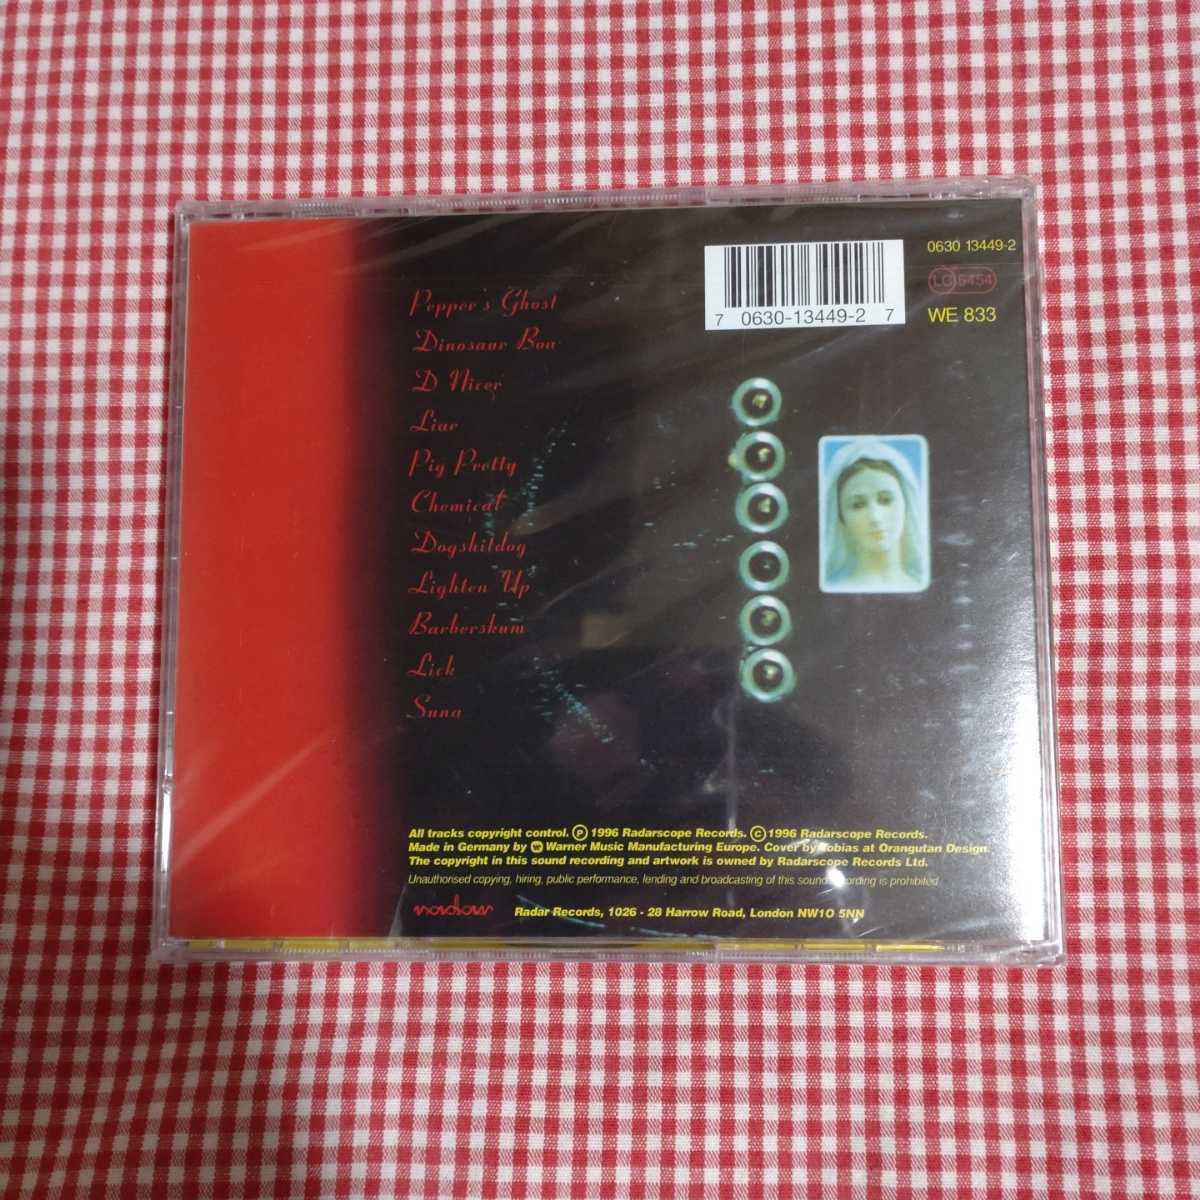 0630 13449-2
LC 5454
WE 833
7 0630-13449-2 7
Pepper's Ghost
Dinosaur Boa
D Nicer
Liar
Pig Pretty
Chemical
Dogshitdog
Lighten Up
Barberskum
Lick
Suna
All tracks copyright control. Ⓟ 1996 Radarscope Records. © 1996 Radarscope Records.
Made in Germany by Warner Music Manufacturing Europe. Cover by Tobias at Orangutan Design.
The copyright in this sound recording and artwork is owned by Radarscope Records Ltd.
Unauthorised copying, hiring, public performance, lending and broadcasting of this sound recording is prohibited
radar
Radar Records, 1026 - 28 Harrow Road, London NW1O 5NN